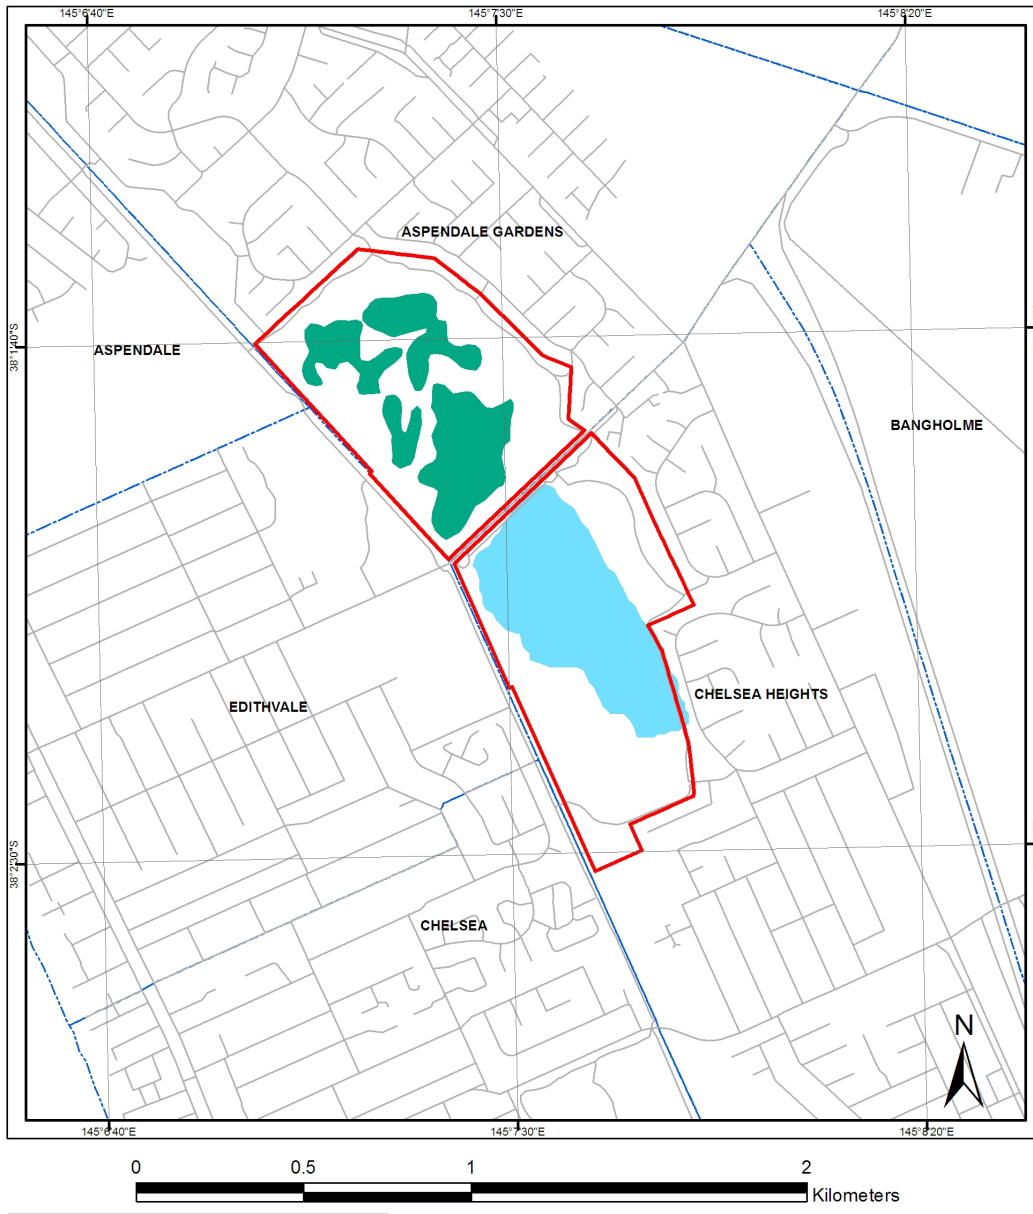 145°6'40"E
145°7'30"E
145°8'20"E
ASPENDALE GARDENS
38°1'40"S
ASPENDALE
BANGHOLME
CHELSEA HEIGHTS
EDITHVALE
38°2'30"S
CHELSEA
N
145°6'40"E
145°7'30"E
145°8'20"E
0 0.5 1 2
Kilometers